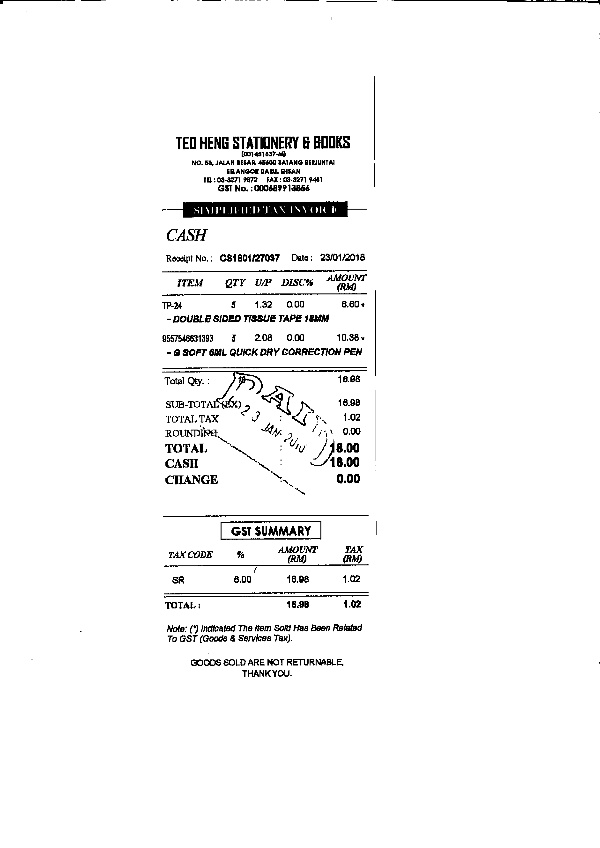 TEO HENG STATIONERY & BOOKS
NO. 53, JALAN BESAR, 45600 BATANG BERJUNTAI
SELANGOR DARUL EHSAN
TEL : 03-3271 9872 FAX : 03-3271 9441
GST No. : 000689913856
SIMPLIFIED TAX INVOICE
CASH
Receipt No. : CS1801/27037 Date : 23/01/2018
ITEM QTY U/P DISC% AMOUNT (RM)
TP-24 5 1.32 0.00 6.60 *
- DOUBLE SIDED TISSUE TAPE 18MM
9557546631393 5 2.08 0.00 10.38 *
- G SOFT 6ML QUICK DRY CORRECTION PEN
Total Qty. : 10 16.98
SUB-TOTAL (EX) 16.98
TOTAL TAX : 1.02
ROUNDING 0.00
TOTAL : 18.00
CASH : 18.00
CHANGE 0.00
PAID
23 JAN 2018
GST SUMMARY
TAX CODE % AMOUNT (RM) TAX (RM)
SR 6.00 16.98 1.02
TOTAL : 16.98 1.02
Note: (*) Indicated The Item Sold Has Been Related
To GST (Goods & Services Tax).
GOODS SOLD ARE NOT RETURNABLE,
THANK YOU.